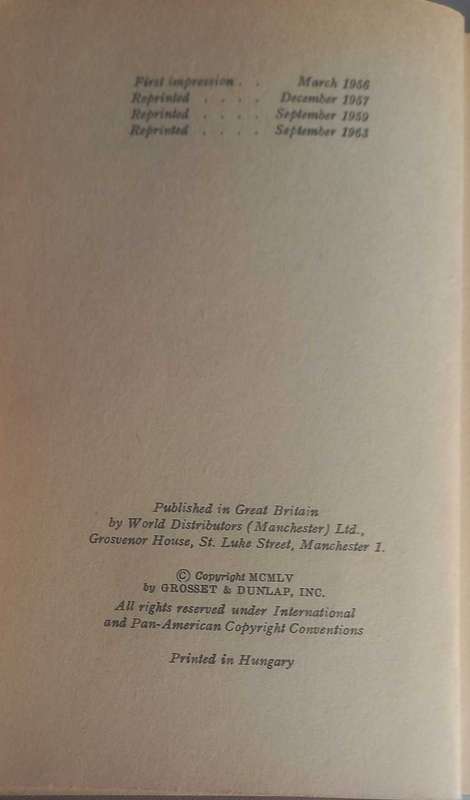 First impression . . March 1956
Reprinted . . . . December 1957
Reprinted . . . . September 1959
Reprinted . . . . September 1963
Published in Great Britain
by World Distributors (Manchester) Ltd.,
Grosvenor House, St. Luke Street, Manchester 1.
© Copyright MCMLV
by GROSSET & DUNLAP, INC.
All rights reserved under International
and Pan-American Copyright Conventions
Printed in Hungary